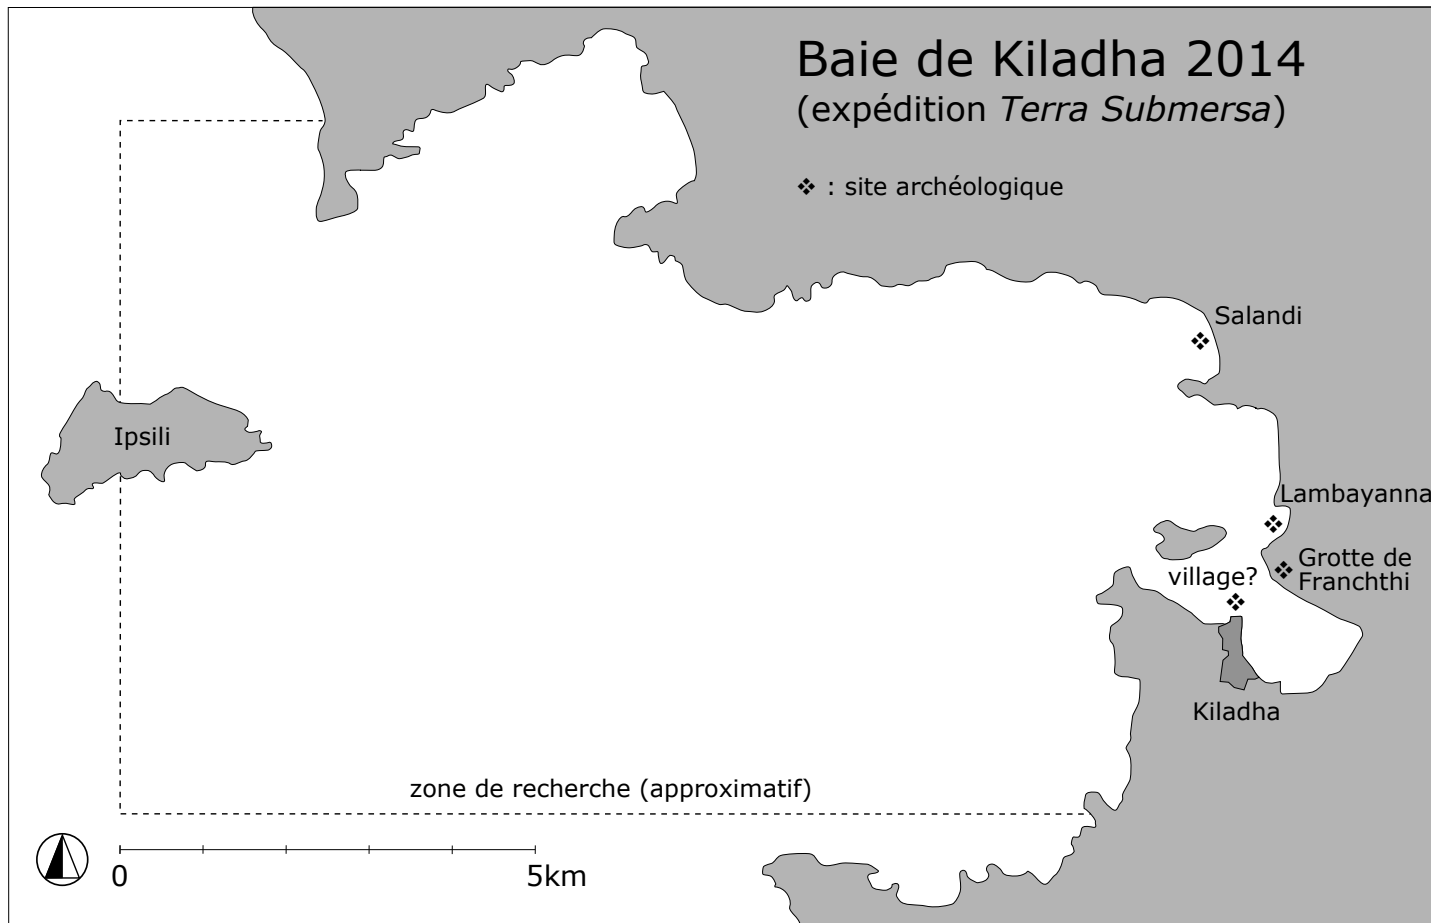 Baie de Kiladha 2014
(expédition Terra Submersa)
❖ : site archéologique
Salandi
Ipsili
Lambayanna
Grotte de
Franchthi
village?
Kiladha
zone de recherche (approximatif)
0
5km